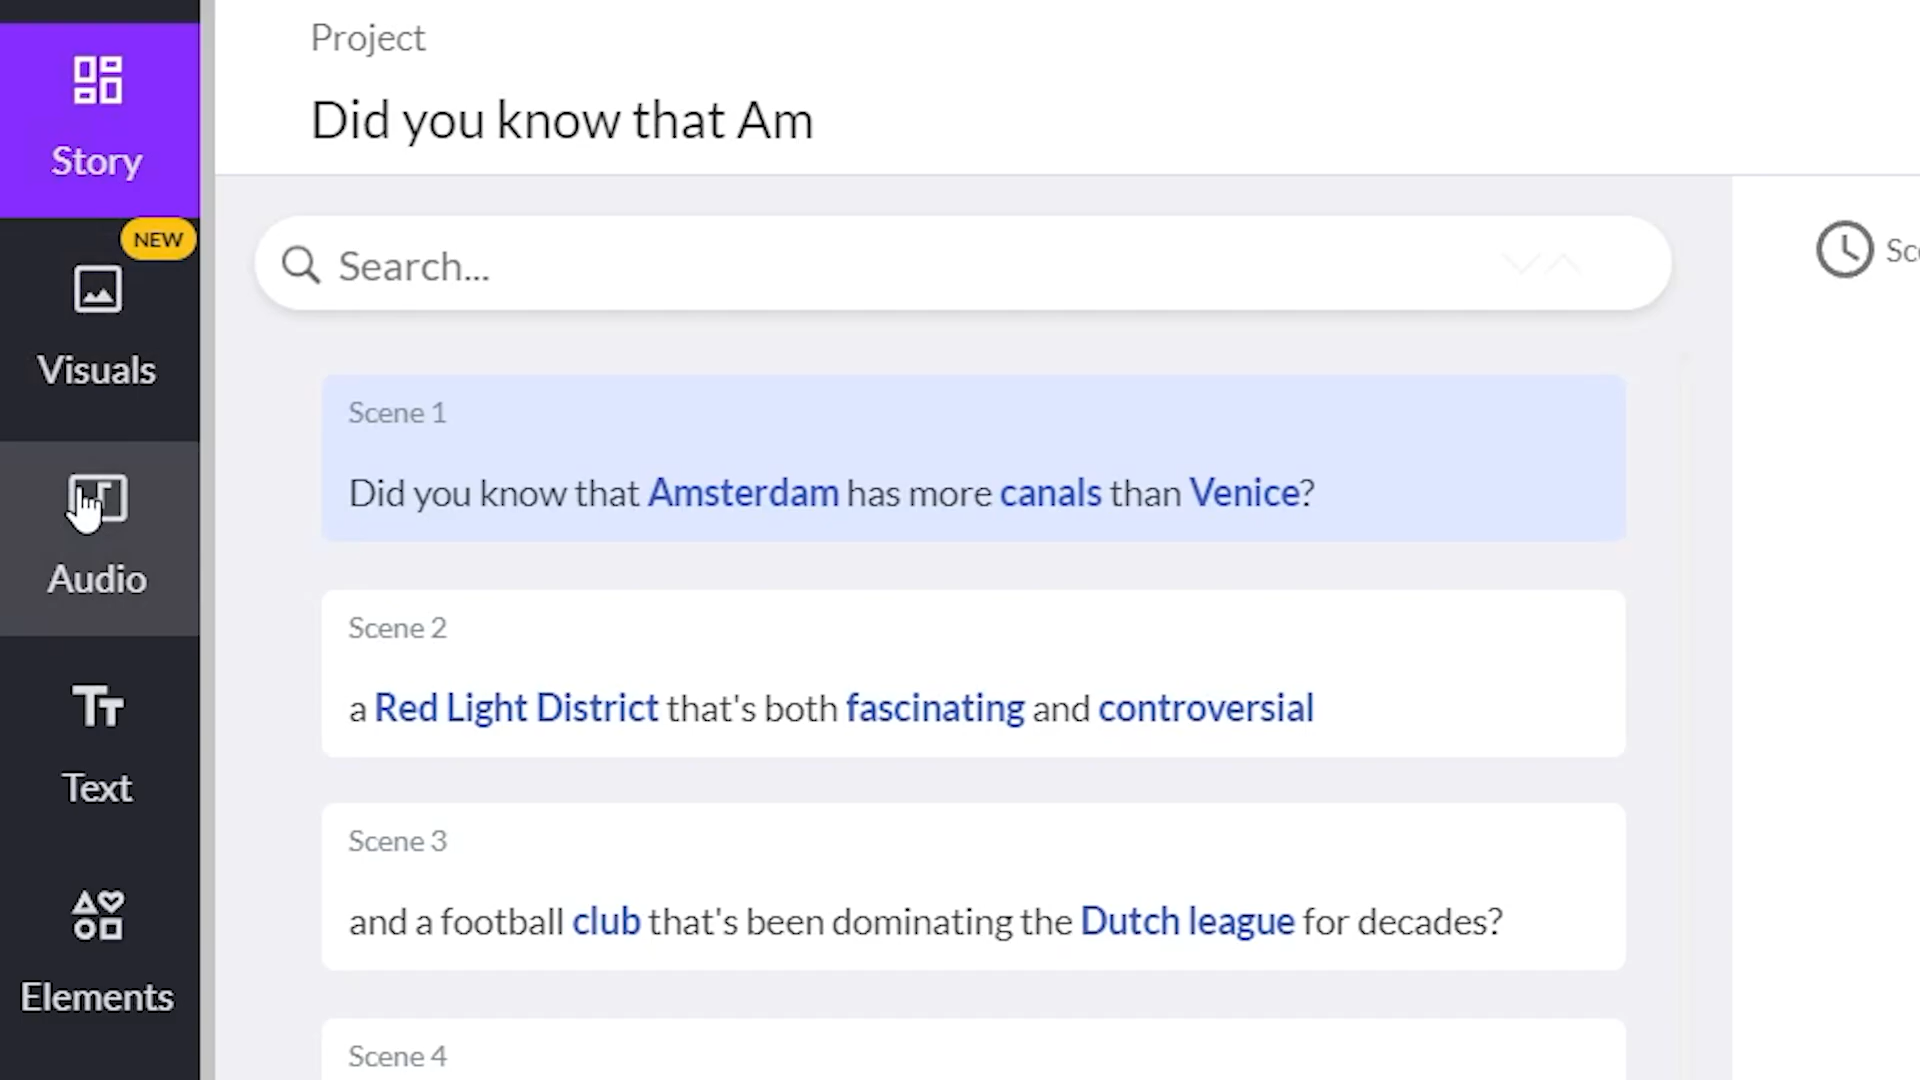 Project
Did you know that Am
Story
NEW
Visuals
Audio
Text
Elements
Search...
Scene 1
Did you know that Amsterdam has more canals than Venice?
Scene 2
a Red Light District that's both fascinating and controversial
Scene 3
and a football club that's been dominating the Dutch league for decades?
Scene 4